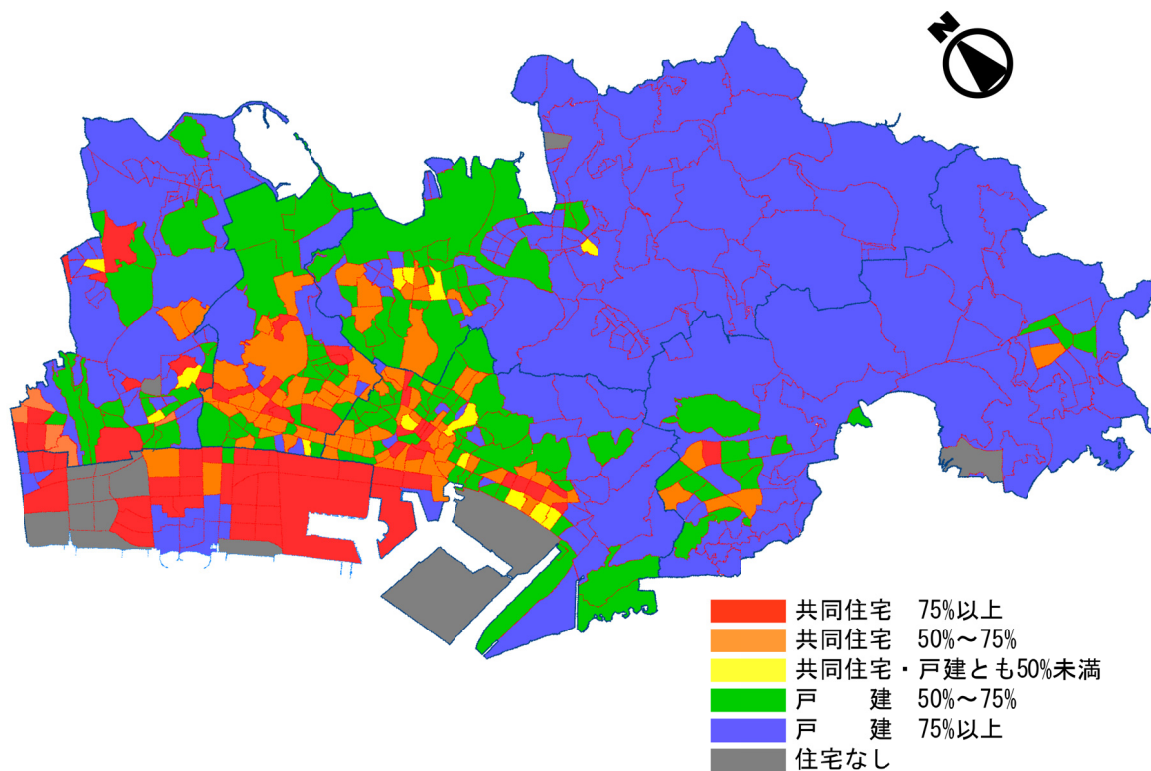 N
共同住宅　75%以上
共同住宅　50%～75%
共同住宅・戸建とも50%未満
戸　　建　50%～75%
戸　　建　75%以上
住宅なし